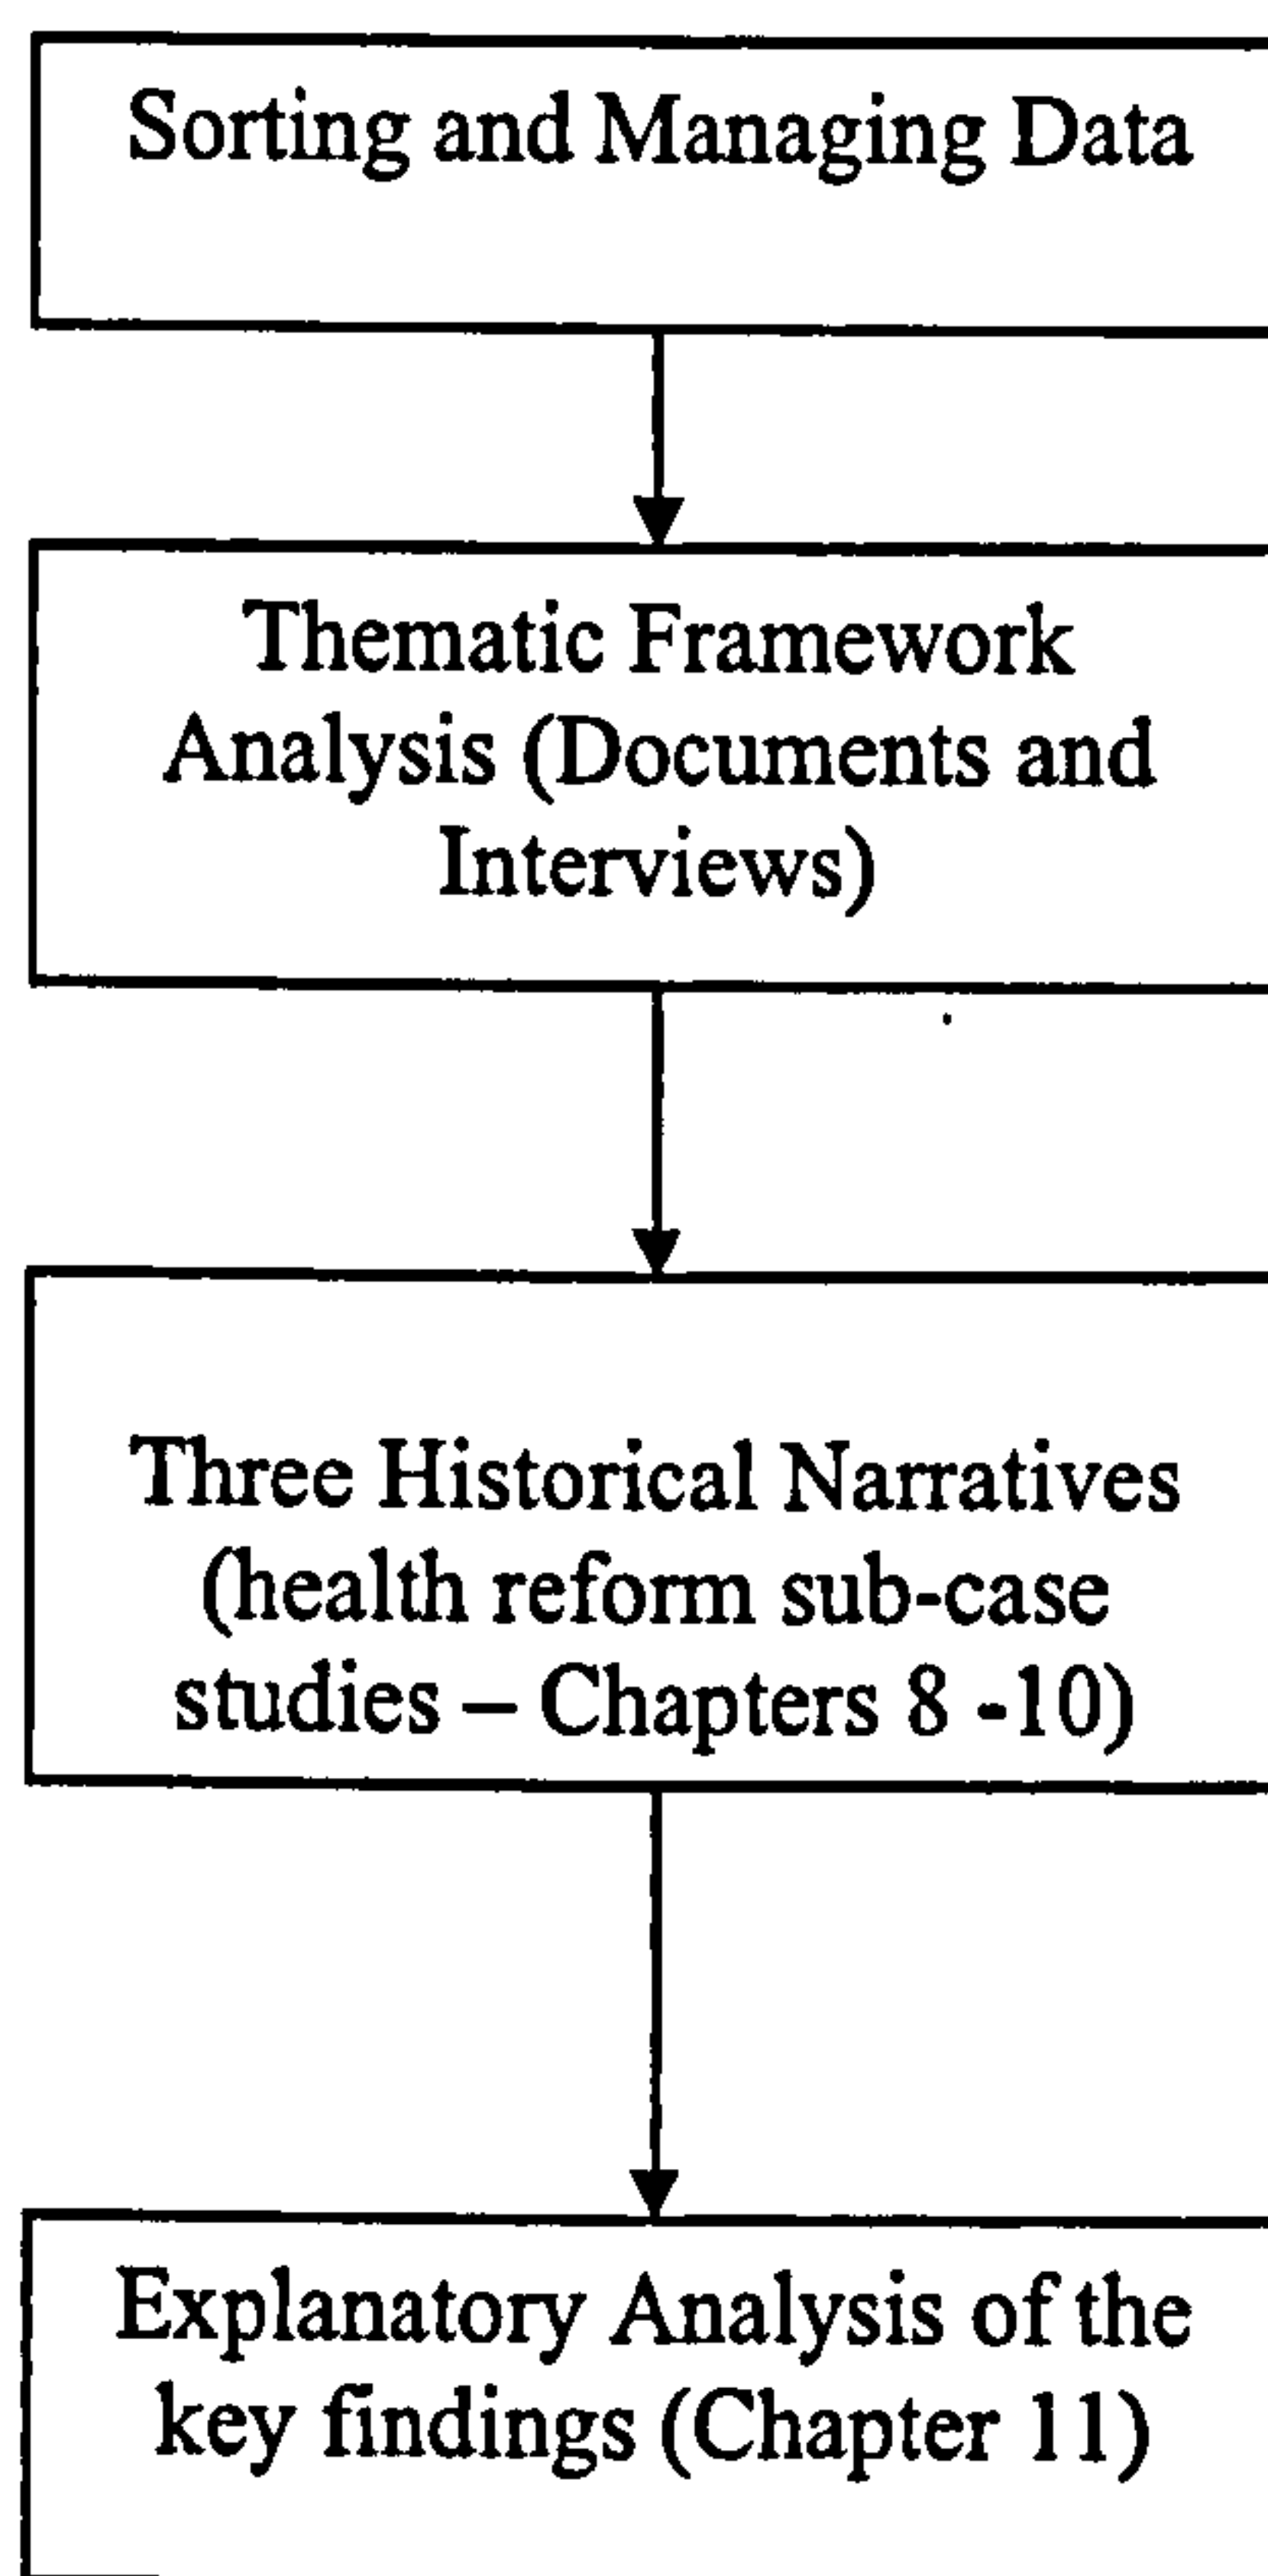 Sorting and Managing Data
Thematic Framework
Analysis (Documents and
Interviews)
Three Historical Narratives
(health reform sub-case
studies – Chapters 8 -10)
Explanatory Analysis of the
key findings (Chapter 11)